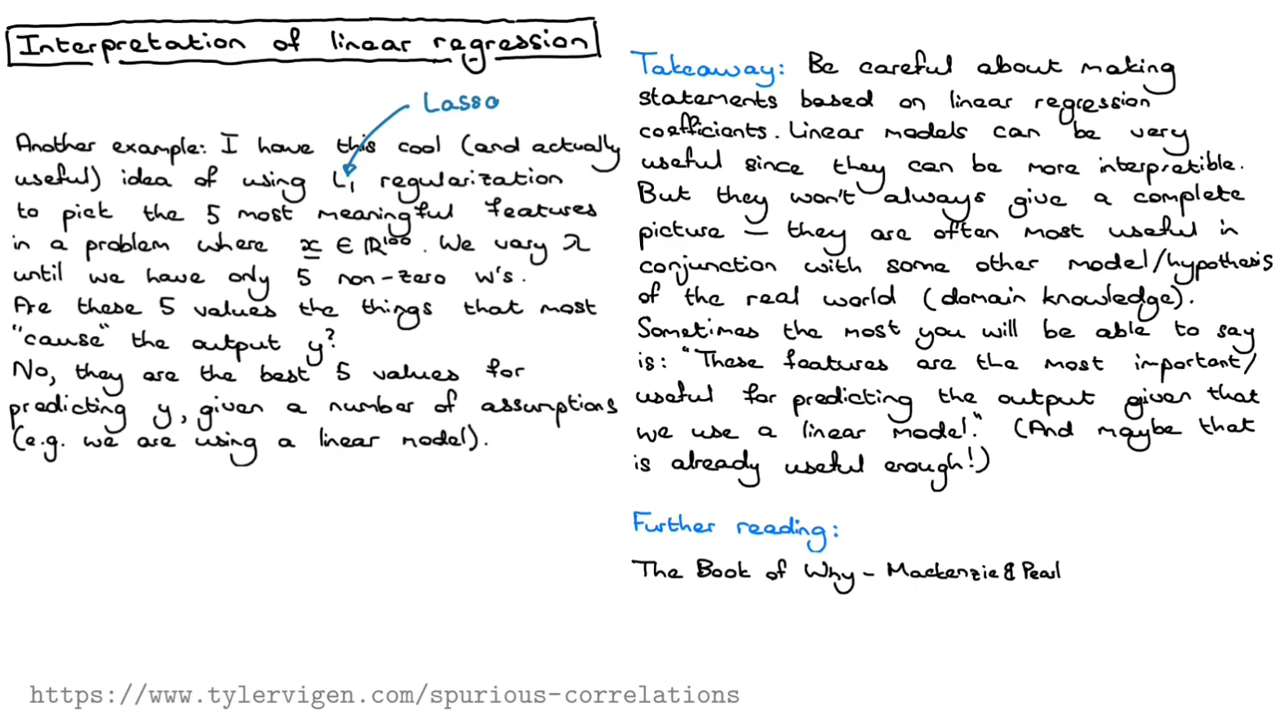 Interpretation of linear regression
Lasso
Another example: I have this cool (and actually
useful) idea of using L₁ regularization
to pick the 5 most meaningful features
in a problem where x ∈ ℝ¹⁰⁰. We vary λ
until we have only 5 non-zero w's.
Are these 5 values the things that most
"cause" the output y?
No, they are the best 5 values for
predicting y, given a number of assumptions
(e.g. we are using a linear model).
Takeaway: Be careful about making
statements based on linear regression
coefficients. Linear models can be very
useful since they can be more interpretible.
But they won't always give a complete
picture – they are often most useful in
conjunction with some other model/hypothesis
of the real world (domain knowledge).
Sometimes the most you will be able to say
is: "These features are the most important/
useful for predicting the output given that
we use a linear model." (And maybe that
is already useful enough!)
Further reading:
The Book of Why – Mackenzie & Pearl
https://www.tylervigen.com/spurious-correlations